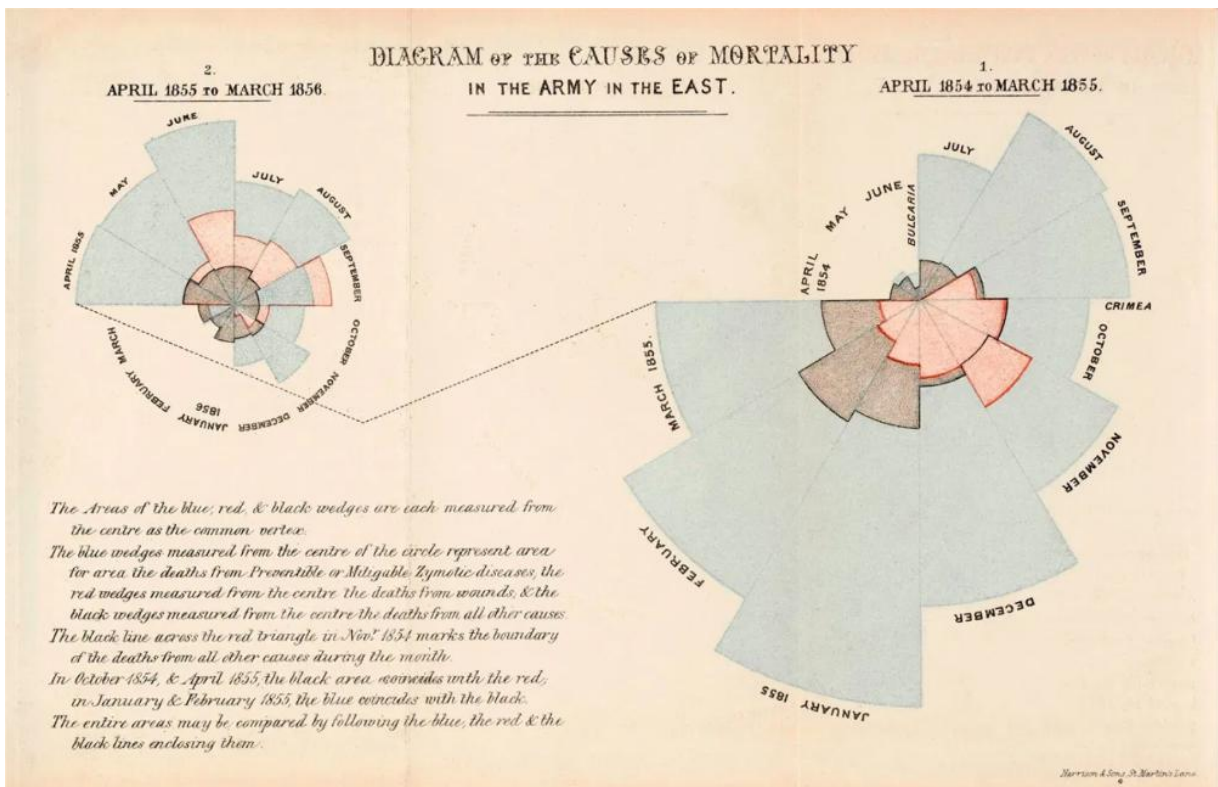 DIAGRAM OF THE CAUSES OF MORTALITY
IN THE ARMY IN THE EAST.
2.
APRIL 1855 TO MARCH 1856.
1.
APRIL 1854 TO MARCH 1855.
APRIL 1855
MAY
JUNE
JULY
AUGUST
SEPTEMBER
OCTOBER
NOVEMBER
DECEMBER
JANUARY
1856
FEBRUARY
MARCH
APRIL
1854
MAY
JUNE
BULGARIA
JULY
AUGUST
SEPTEMBER
CRIMEA
OCTOBER
NOVEMBER
DECEMBER
JANUARY 1855
FEBRUARY
MARCH 1855.
The Areas of the blue, red, & black wedges are each measured from
the centre as the common vertex.
The blue wedges measured from the centre of the circle represent area
for area the deaths from Preventible or Mitigable Zymotic diseases, the
red wedges measured from the centre the deaths from wounds, & the
black wedges measured from the centre the deaths from all other causes.
The black line across the red triangle in Novr. 1854 marks the boundary
of the deaths from all other causes during the month.
In October 1854, & April 1855, the black area coincides with the red,
in January & February 1855, the blue coincides with the black.
The entire areas may be compared by following the blue, the red & the
black lines enclosing them.
Harrison & Sons, St. Martin's Lane.